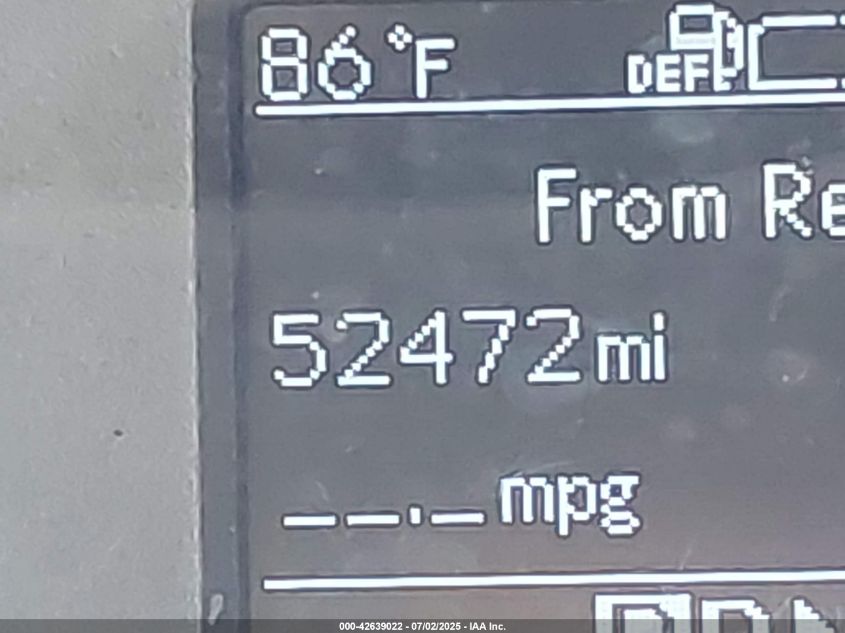 86°F DEF
From Re
52472mi
__._mpg
000-42639022 - 07/02/2025 - IAA Inc.